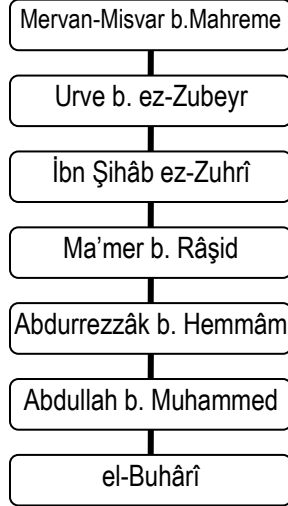 Mervan-Misvar b.Mahreme
Urve b. ez-Zubeyr
İbn Şihâb ez-Zuhrî
Ma’mer b. Râşid
Abdurrezzâk b. Hemmâm
Abdullah b. Muhammed
el-Buhârî